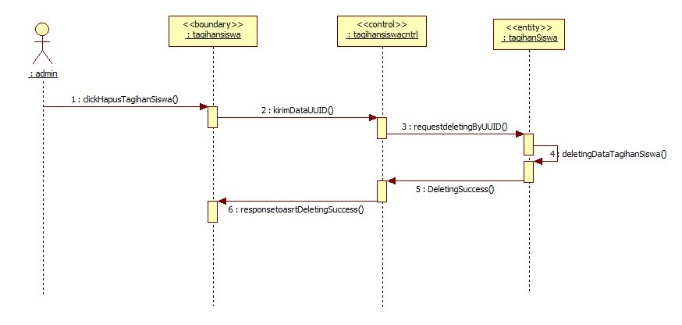 <<boundary>>
: tagihansiswa
<<control>>
: tagihansiswacntrl
<<entity>>
: tagihanSiswa
: admin
1 : clickHapusTagihanSiswa()
2 : kirimDataUUID()
3 : requestdeletingByUUID()
4 : deletingDataTagihanSiswa()
5 : DeletingSuccess()
6 : responsetoasrtDeletingSuccess()